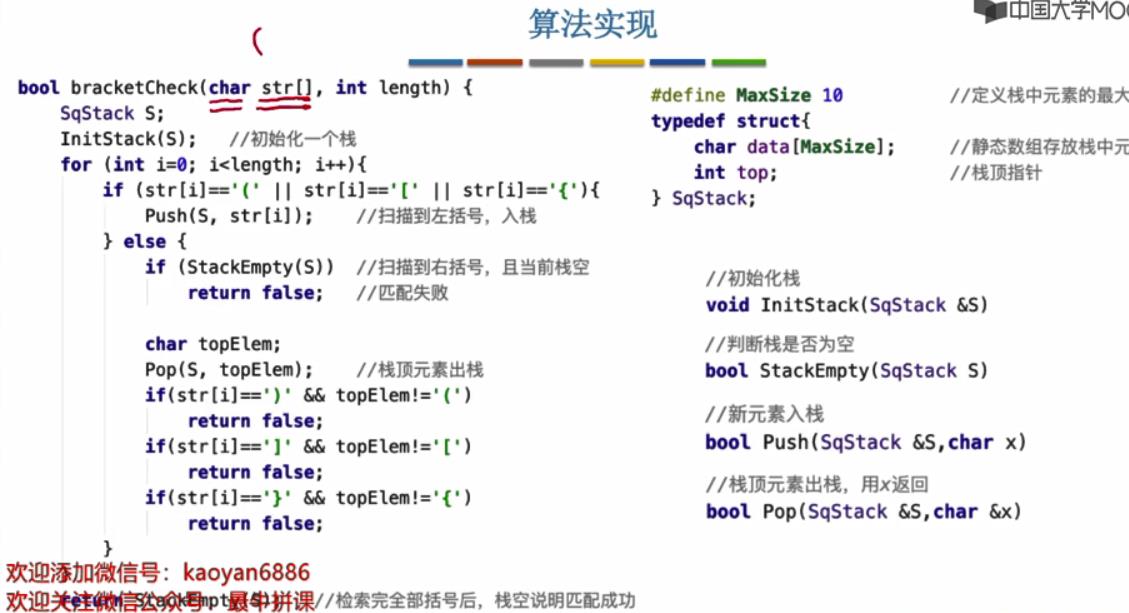 算法实现
中国大学MOO
(
bool bracketCheck(char str[], int length) {
    SqStack S;
    InitStack(S);   //初始化一个栈
    for (int i=0; i<length; i++){
        if (str[i]=='(' || str[i]=='[' || str[i]=='{'){
            Push(S, str[i]);    //扫描到左括号，入栈
        } else {
            if (StackEmpty(S))  //扫描到右括号，且当前栈空
                return false;   //匹配失败
            char topElem;
            Pop(S, topElem);    //栈顶元素出栈
            if(str[i]==')' && topElem!='(')
                return false;
            if(str[i]==']' && topElem!='[')
                return false;
            if(str[i]=='}' && topElem!='{')
                return false;
        }
欢迎添加微信号：kaoyan6886
欢迎关注微信公众号：最牛拼课
return StackEmpty(S);   //检索完全部括号后，栈空说明匹配成功
#define MaxSize 10    //定义栈中元素的最大
typedef struct{
    char data[MaxSize];    //静态数组存放栈中元
    int top;    //栈顶指针
} SqStack;
//初始化栈
void InitStack(SqStack &S)
//判断栈是否为空
bool StackEmpty(SqStack S)
//新元素入栈
bool Push(SqStack &S,char x)
//栈顶元素出栈，用x返回
bool Pop(SqStack &S,char &x)